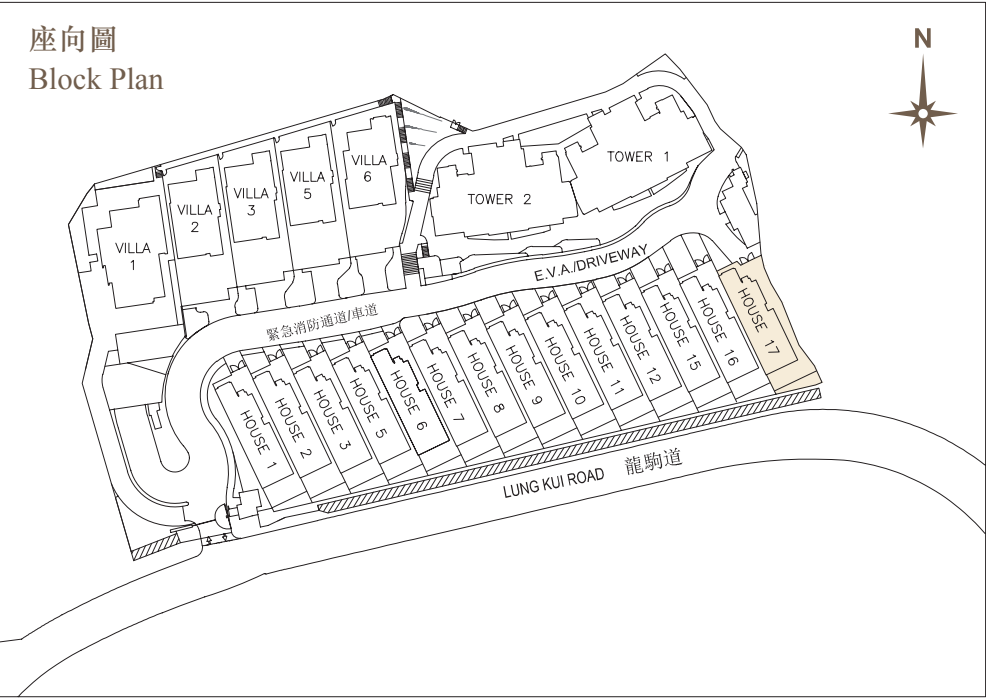 座向圖
Block Plan
N
VILLA
1
VILLA
2
VILLA
3
VILLA
5
VILLA
6
TOWER 2
TOWER 1
E.V.A./DRIVEWAY
緊急消防通道/車道
HOUSE 1
HOUSE 2
HOUSE 3
HOUSE 5
HOUSE 6
HOUSE 7
HOUSE 8
HOUSE 9
HOUSE 10
HOUSE 11
HOUSE 12
HOUSE 15
HOUSE 16
HOUSE 17
LUNG KUI ROAD 龍駒道